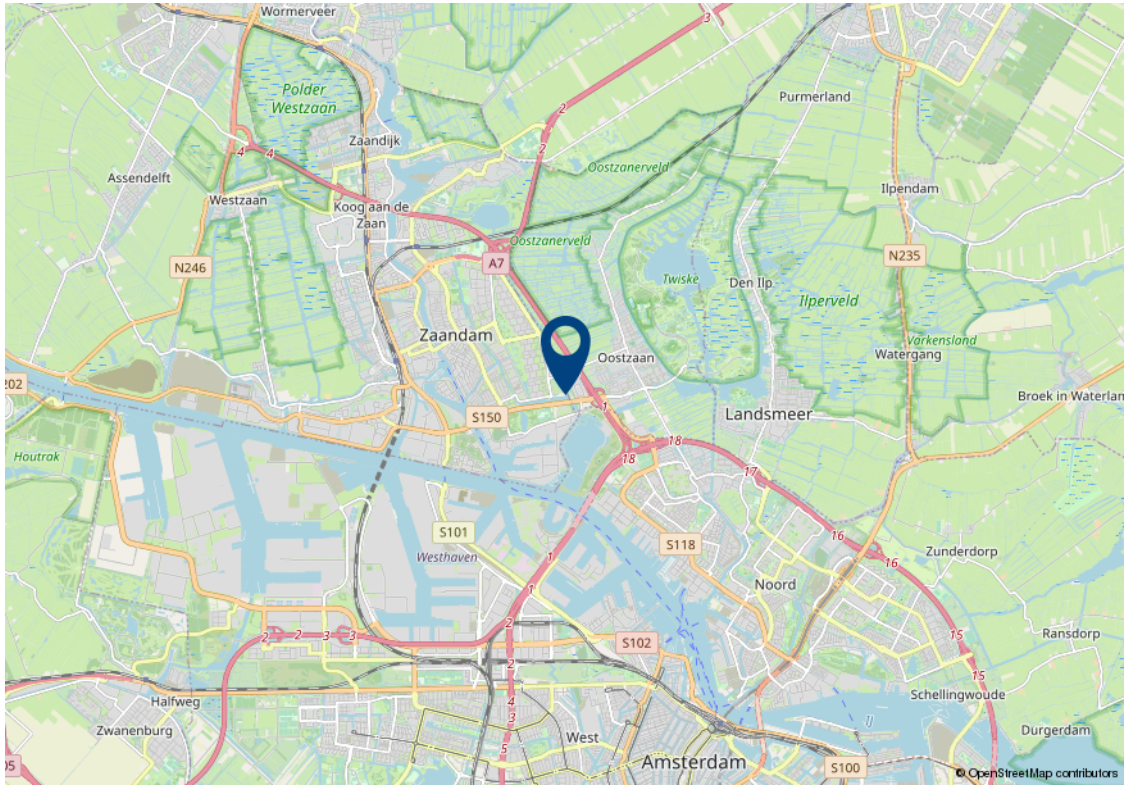 Wormerveer
3
Polder
Westzaan
2
2
Purmerland
4
4
Zaandijk
Oostzanerveld
Assendelft
Westzaan
Koog aan de
Zaan
Ilpendam
Oostzanerveld
N246
A7
Twiske
Den Ilp
N235
Ilperveld
Zaandam
Varkensland
Oostzaan
Watergang
202
S150
1
Landsmeer
Broek in Waterlan
Houtrak
18
18
17
S101
Westhaven
S118
16
16
Zunderdorp
1
1
Noord
2
2
2
3
3
S102
15
Ransdorp
2
15
Halfweg
Schellingwoude
4
3
Zwanenburg
IJ
Durgerdam
West
5
05
Amsterdam
S100
© OpenStreetMap contributors